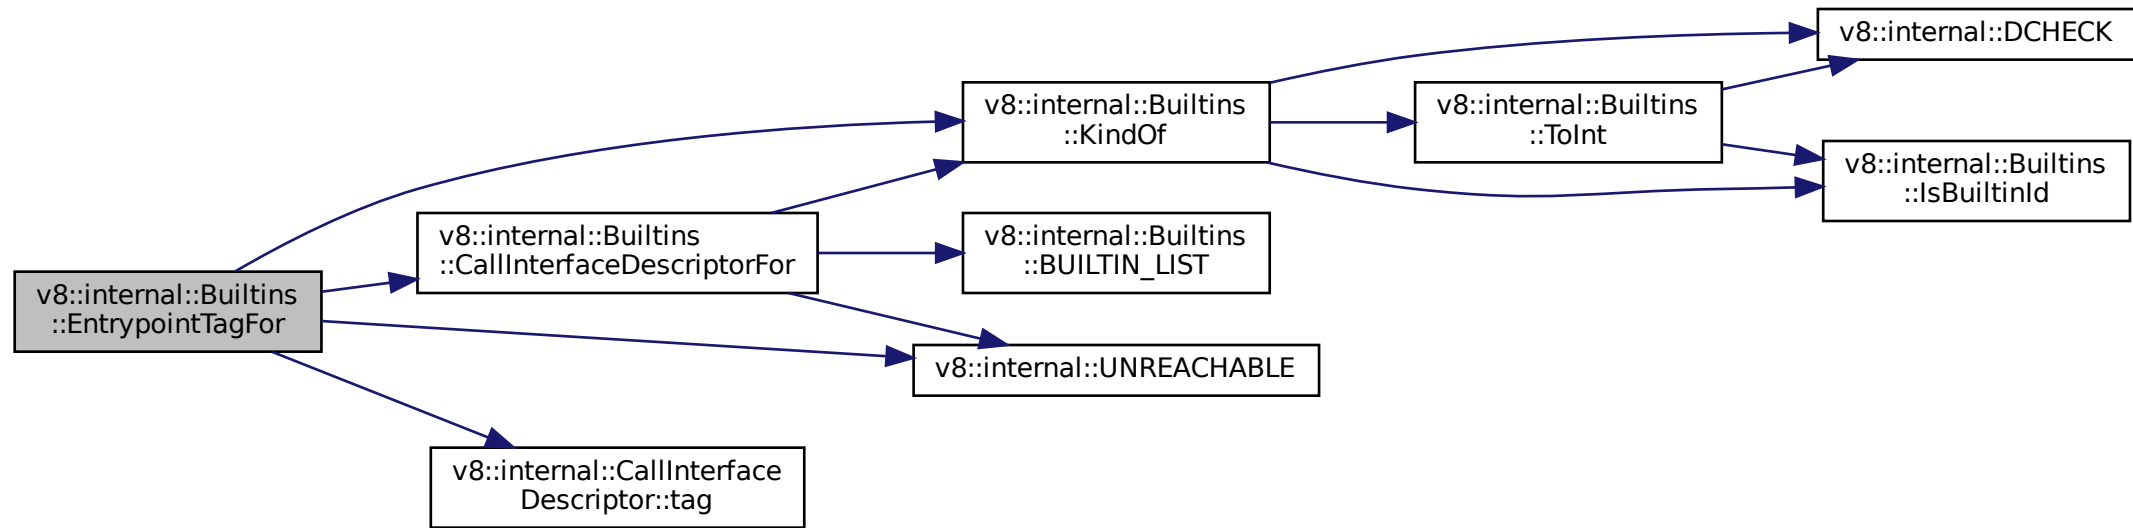 v8::internal::Builtins
::EntrypointTagFor
v8::internal::Builtins
::CallInterfaceDescriptorFor
v8::internal::CallInterface
Descriptor::tag
v8::internal::Builtins
::KindOf
v8::internal::Builtins
::BUILTIN_LIST
v8::internal::UNREACHABLE
v8::internal::Builtins
::ToInt
v8::internal::DCHECK
v8::internal::Builtins
::IsBuiltinId